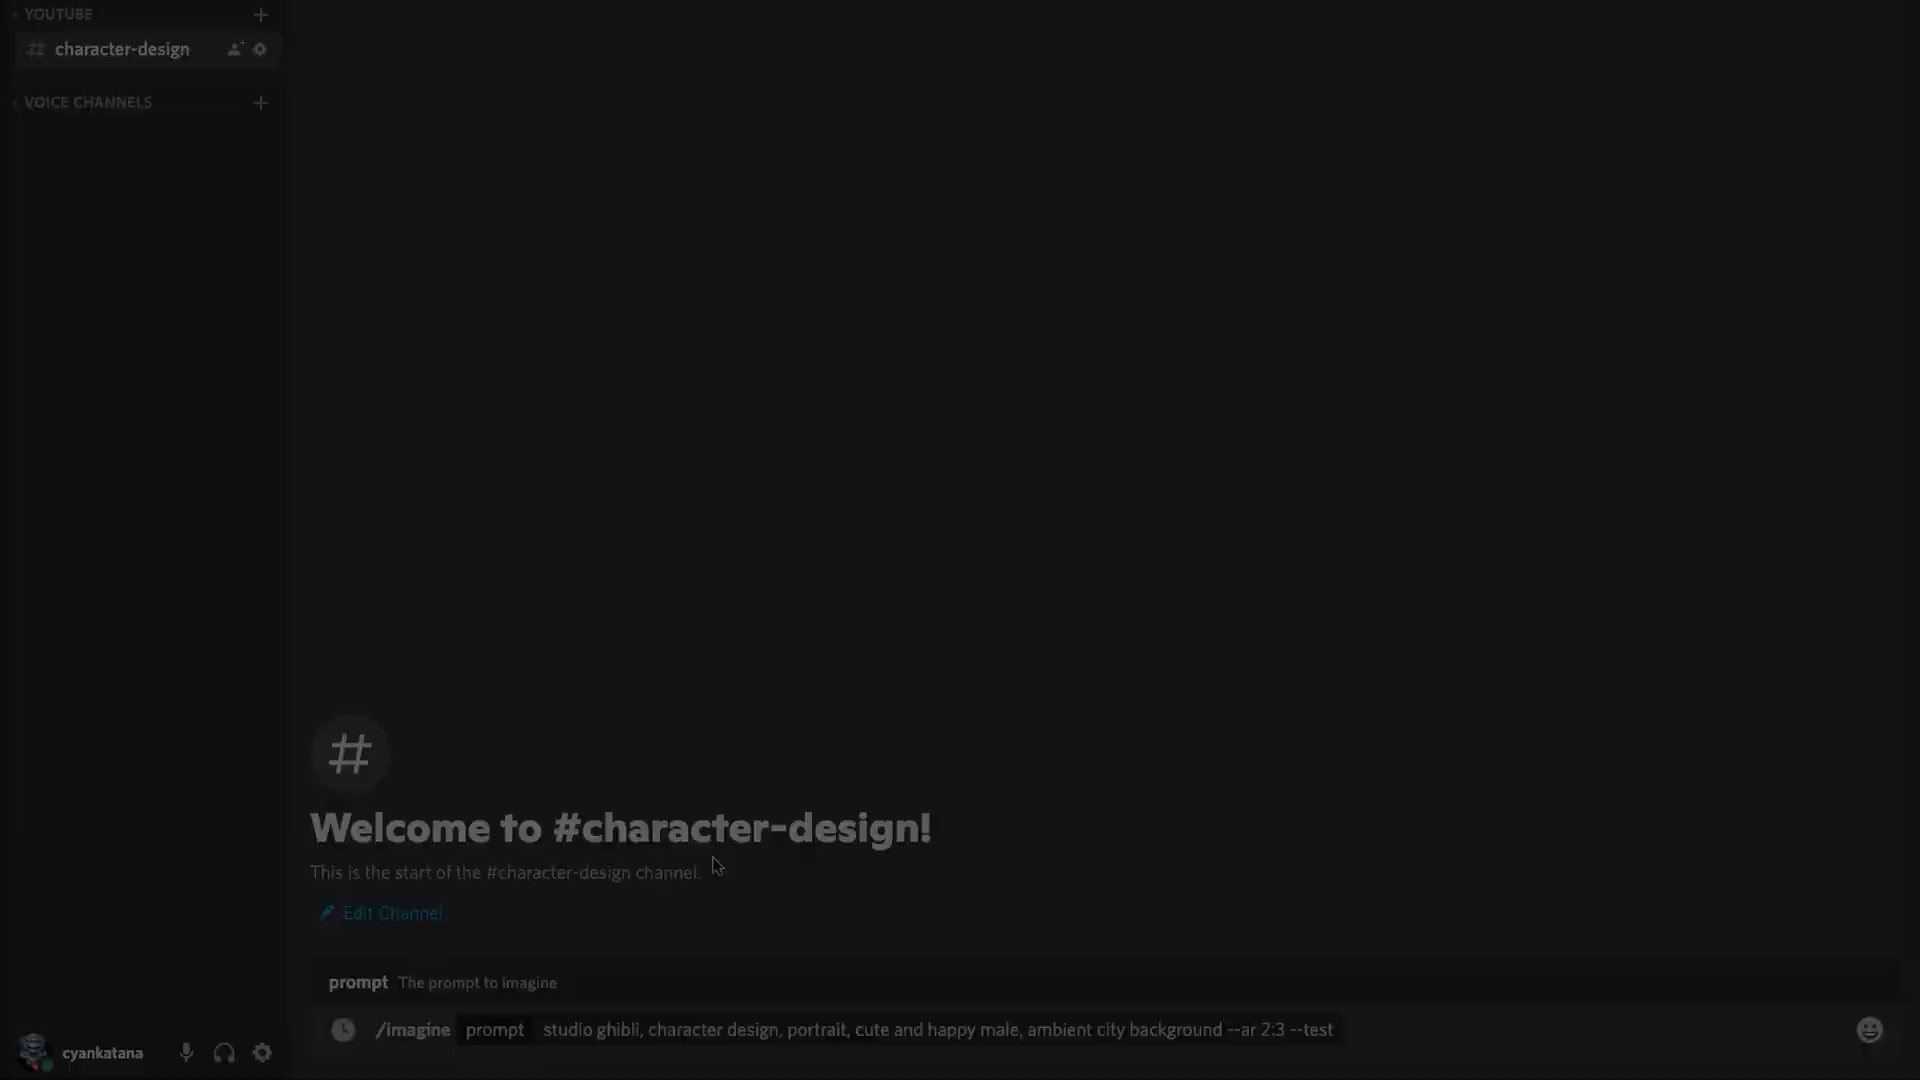 YOUTUBE
character-design
VOICE CHANNELS
Welcome to #character-design!
This is the start of the #character-design channel.
Edit Channel
prompt The prompt to imagine
/imagine prompt studio ghibli, character design, portrait, cute and happy male, ambient city background --ar 2:3 --test
cyankatana